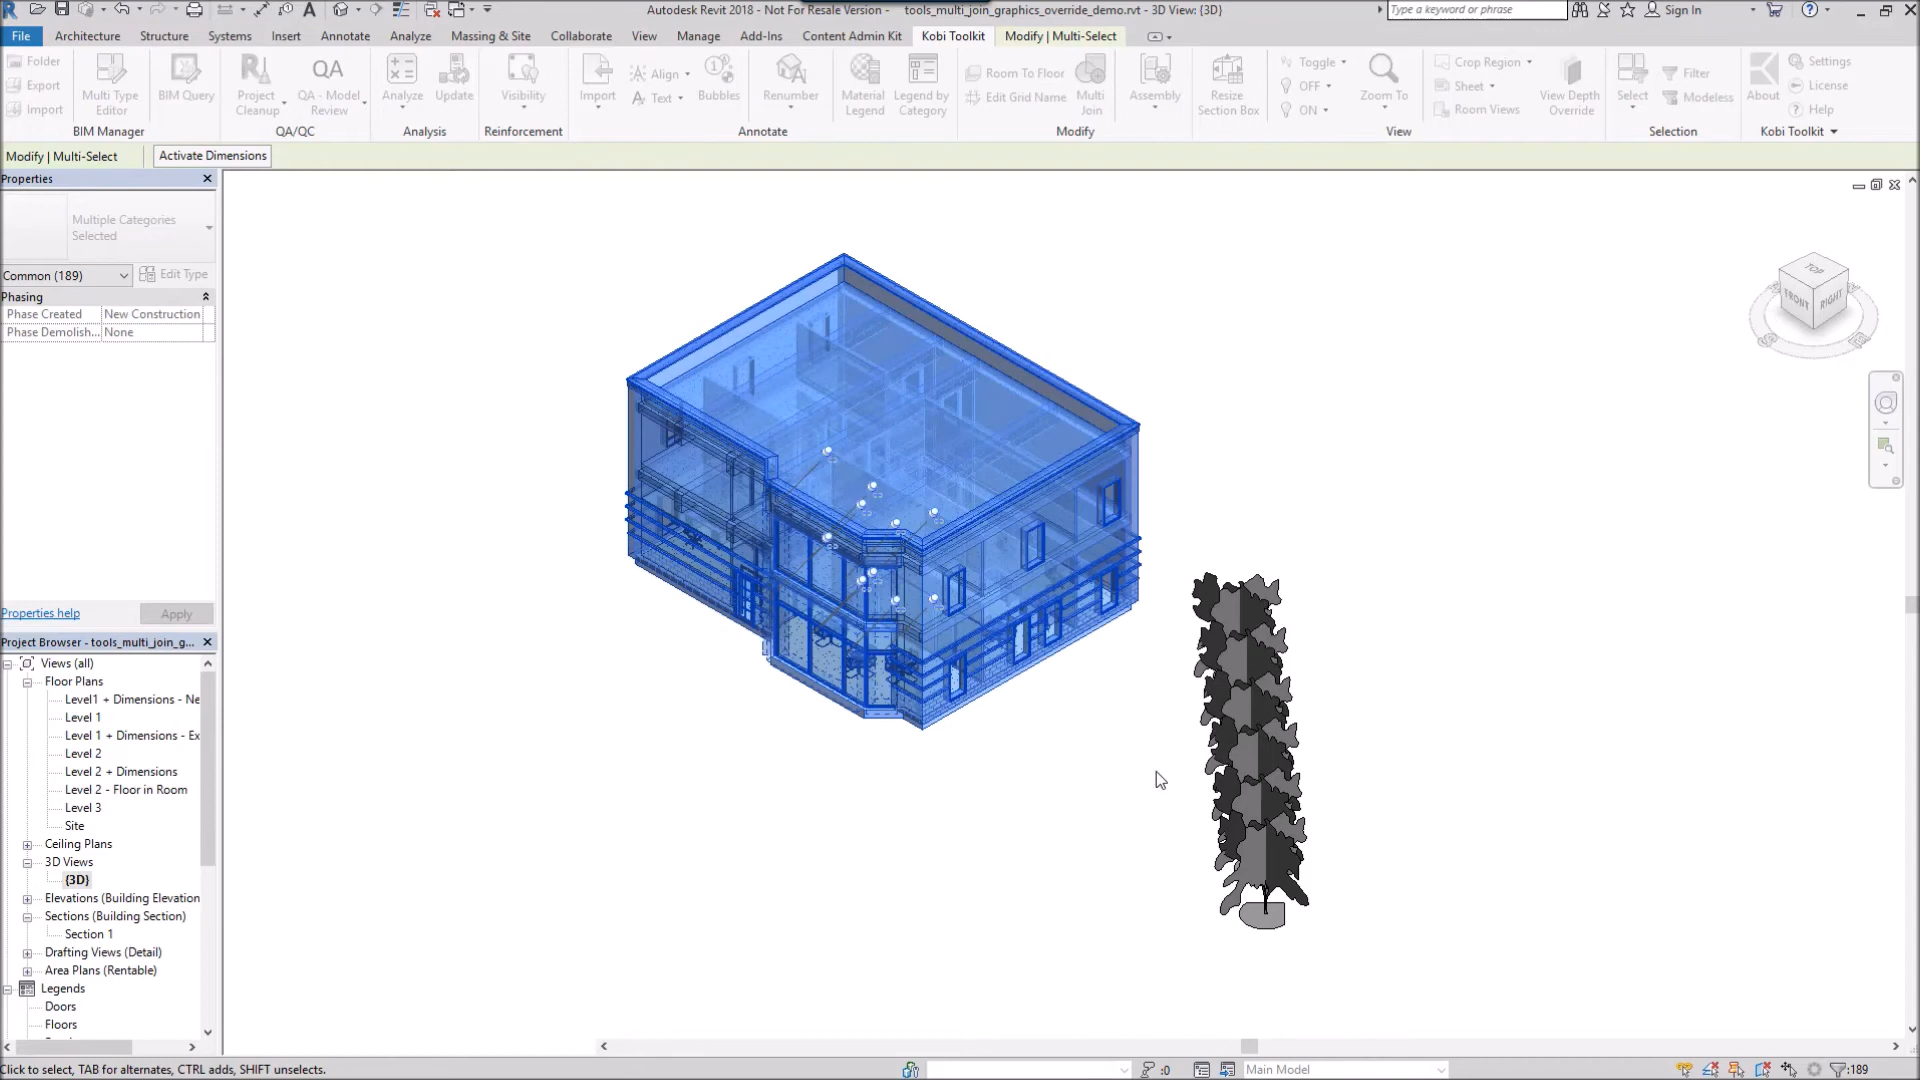 Autodesk Revit 2018 - Not For Resale Version - tools_multi_join_graphics_override_demo.rvt - 3D View: {3D}
Type a keyword or phrase
Sign In
File Architecture Structure Systems Insert Annotate Analyze Massing & Site Collaborate View Manage Add-Ins Content Admin Kit Kobi Toolkit Modify | Multi-Select
Folder
Export
Import
Multi Type Editor
BIM Query
BIM Manager
Project Cleanup
QA - Model Review
QA/QC
Analyze
Update
Analysis
Visibility
Reinforcement
Import
Align
Text
Bubbles
Renumber
Material Legend
Legend by Category
Annotate
Room To Floor
Edit Grid Name
Multi Join
Assembly
Modify
Resize Section Box
Toggle
OFF
ON
Zoom To
Crop Region
Sheet
Room Views
View Depth Override
View
Select
Filter
Modeless
Selection
About
Settings
License
Help
Kobi Toolkit
Modify | Multi-Select
Activate Dimensions
Properties
Multiple Categories
Selected
Common (189)
Edit Type
Phasing
Phase Created New Construction
Phase Demolish... None
Properties help
Apply
Project Browser - tools_multi_join_g...
Views (all)
Floor Plans
Level1 + Dimensions - Ne
Level 1
Level 1 + Dimensions - Ex
Level 2
Level 2 + Dimensions
Level 2 - Floor in Room
Level 3
Site
Ceiling Plans
3D Views
{3D}
Elevations (Building Elevation
Sections (Building Section)
Section 1
Drafting Views (Detail)
Area Plans (Rentable)
Legends
Doors
Floors
TOP
FRONT
RIGHT
S
E
Click to select, TAB for alternates, CTRL adds, SHIFT unselects.
:0
Main Model
:189